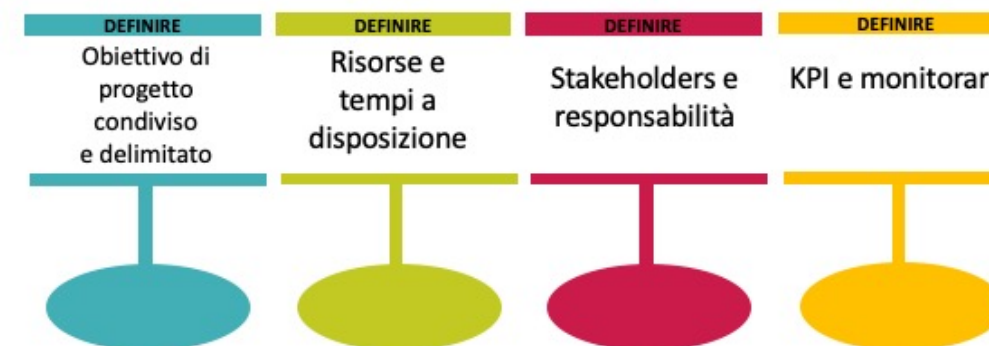 DEFINIRE
Obiettivo di
progetto
condiviso
e delimitato
DEFINIRE
Risorse e
tempi a
disposizione
DEFINIRE
Stakeholders e
responsabilità
DEFINIRE
KPI e monitorar